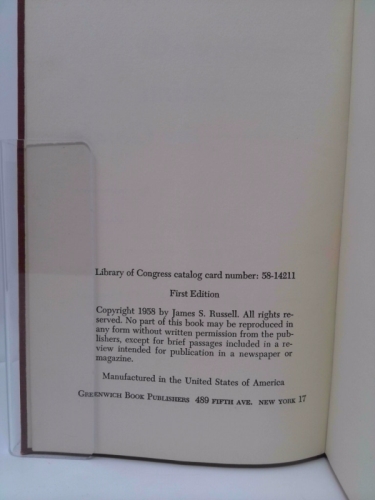 Library of Congress catalog card number: 58-14211
First Edition
Copyright 1958 by James S. Russell. All rights re-
served. No part of this book may be reproduced in
any form without written permission from the pub-
lishers, except for brief passages included in a re-
view intended for publication in a newspaper or
magazine.
Manufactured in the United States of America
GREENWICH BOOK PUBLISHERS 489 FIFTH AVE. NEW YORK 17